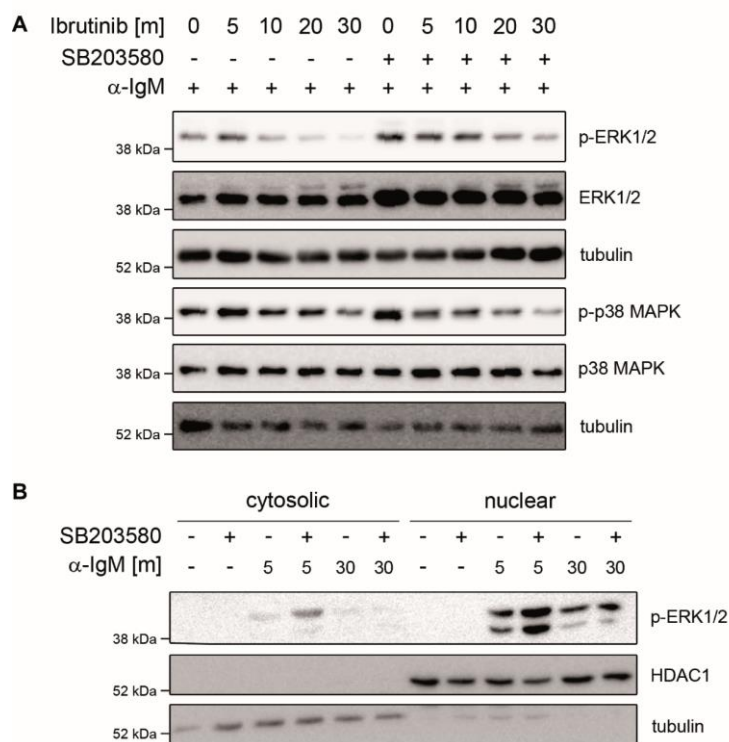 A Ibrutinib [m] 0 5 10 20 30 0 5 10 20 30
SB203580 - - - - - + + + + +
α-IgM + + + + + + + + + +
38 kDa p-ERK1/2
38 kDa ERK1/2
52 kDa tubulin
38 kDa p-p38 MAPK
38 kDa p38 MAPK
52 kDa tubulin
B cytosolic nuclear
SB203580 - + - + - + - + - + - +
α-IgM [m] - - 5 5 30 30 - - 5 5 30 30
38 kDa p-ERK1/2
52 kDa HDAC1
52 kDa tubulin